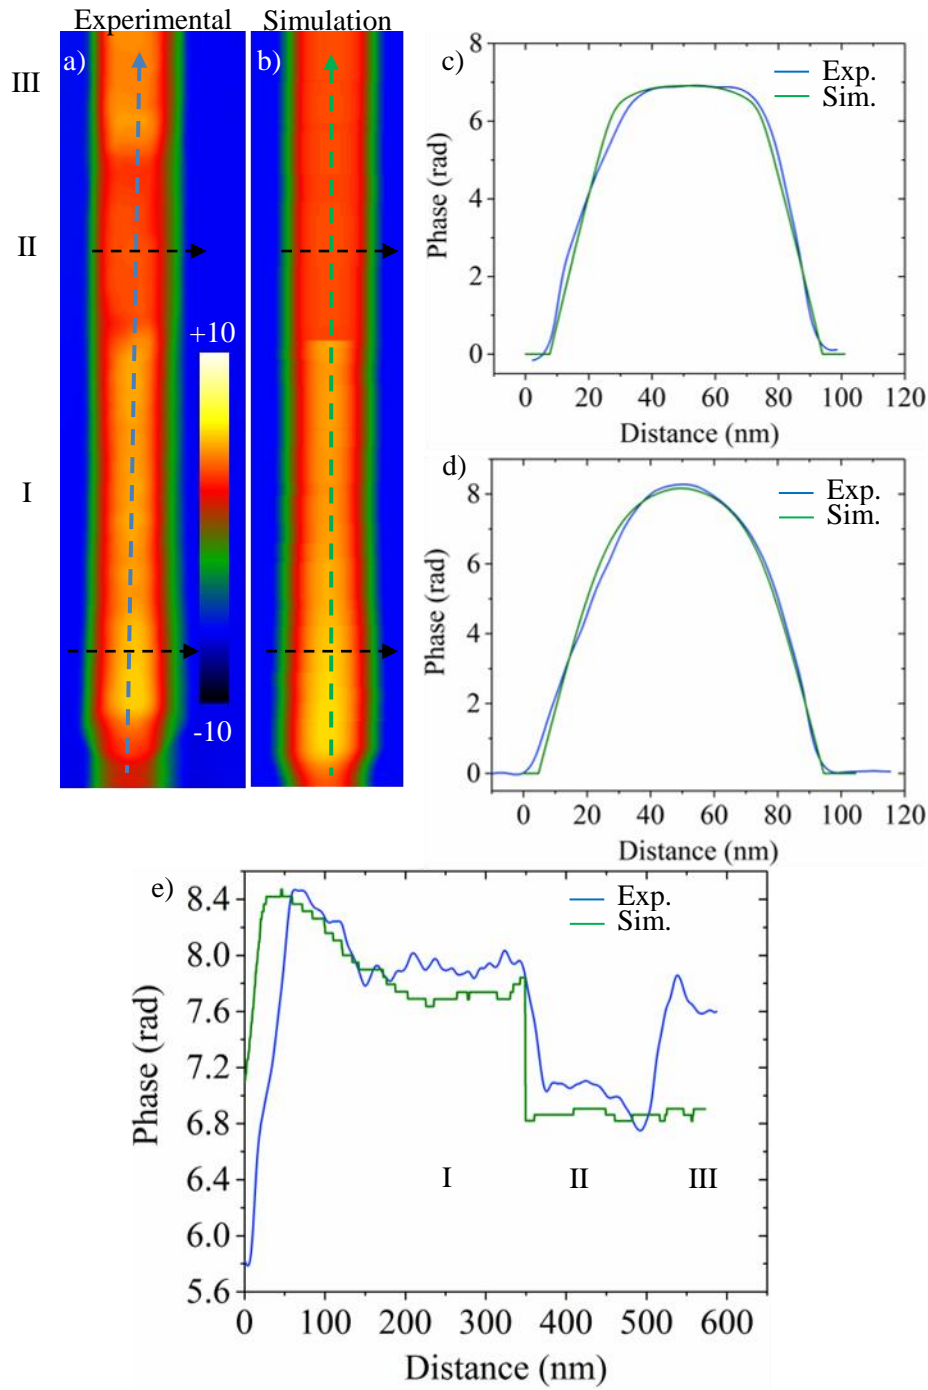 Experimental Simulation
a) b)
III
II
I
+10
-10
c)
Exp.
Sim.
8
6
4
2
0
Phase (rad)
0 20 40 60 80 100 120
Distance (nm)
d)
Exp.
Sim.
8
6
4
2
0
Phase (rad)
0 20 40 60 80 100 120
Distance (nm)
e)
Exp.
Sim.
8.4
8.0
7.6
7.2
6.8
6.4
6.0
5.6
Phase (rad)
I II III
0 100 200 300 400 500 600
Distance (nm)